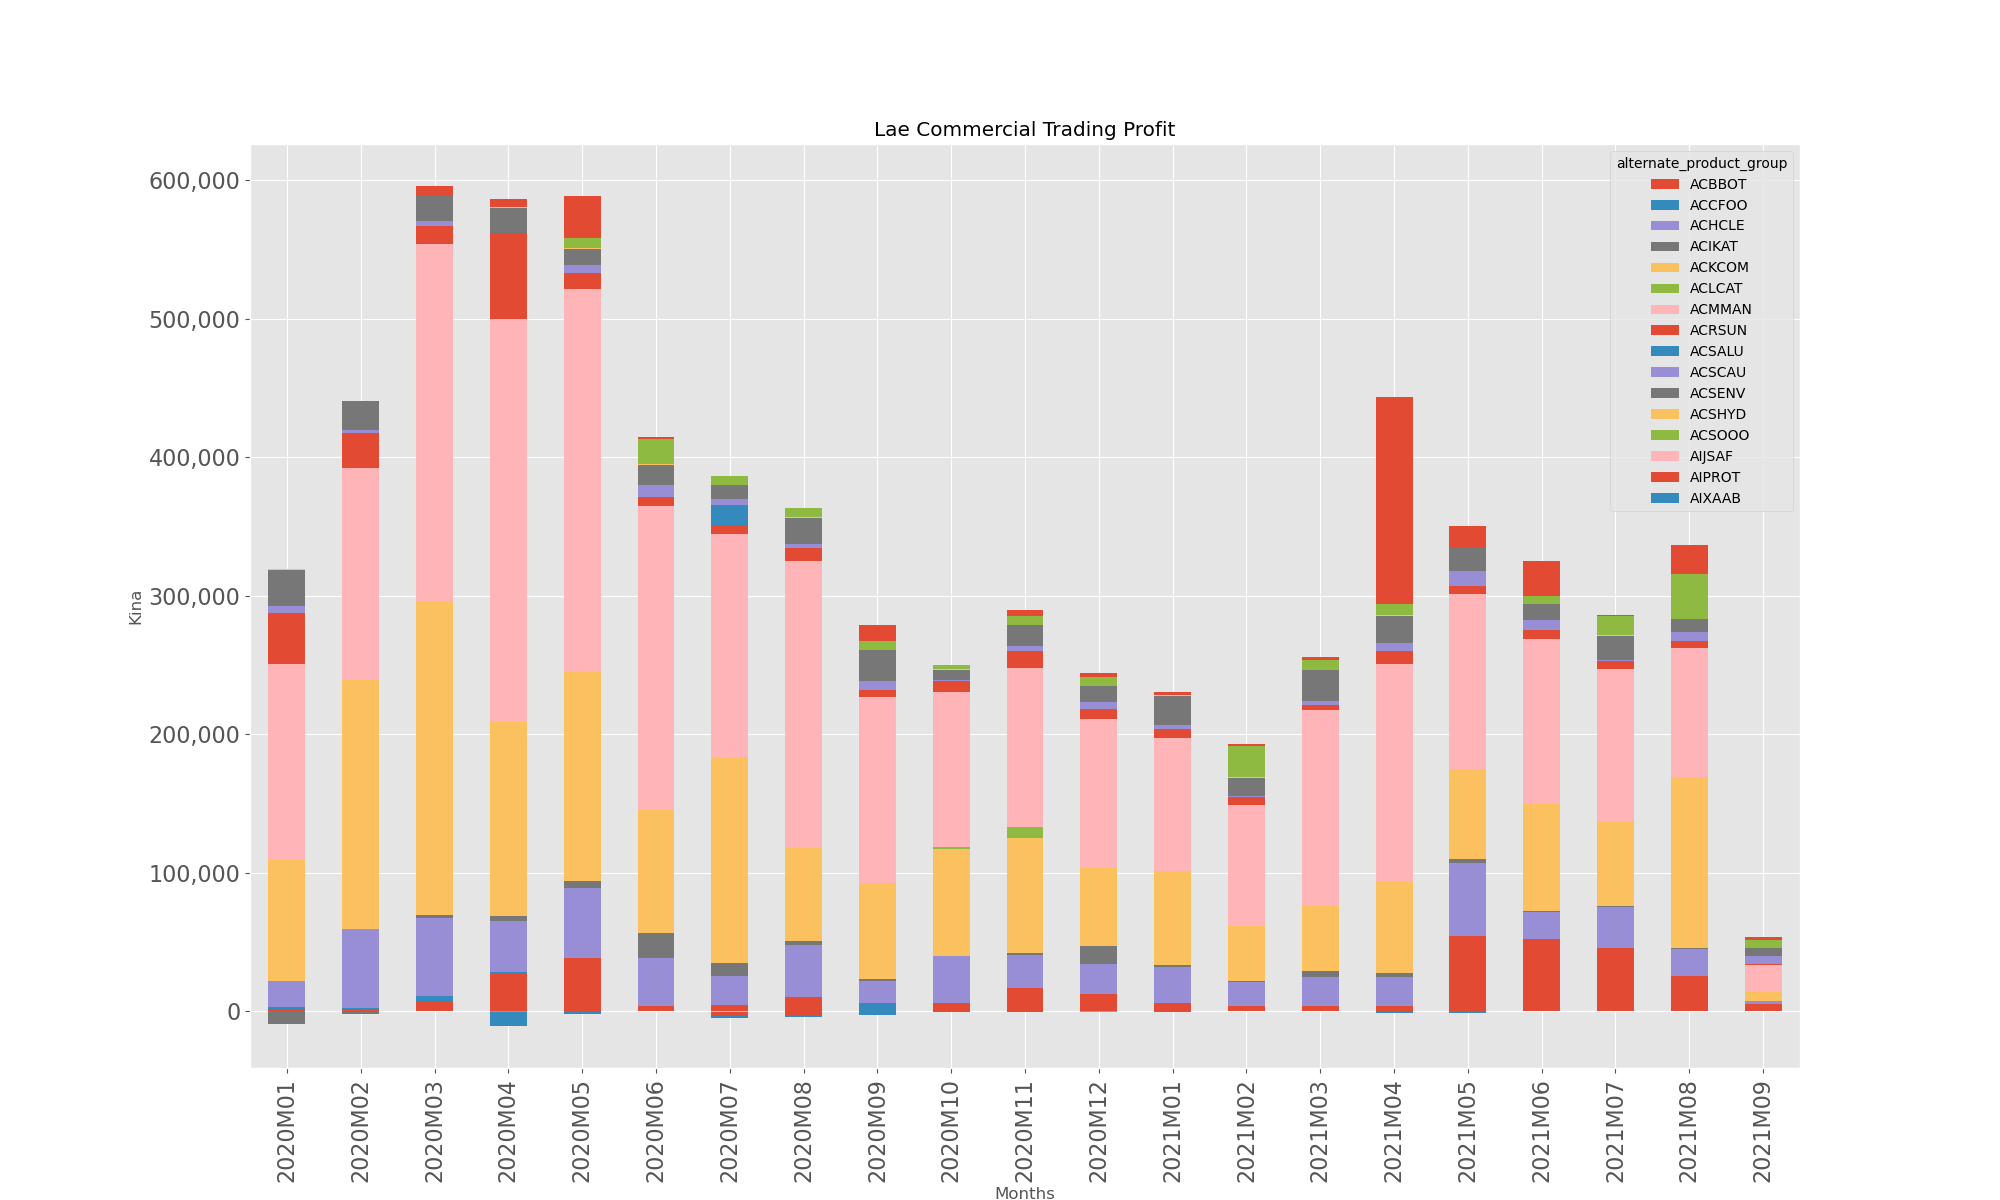 Lae Commercial Trading Profit
600,000
500,000
400,000
300,000
200,000
100,000
0
Kina
alternate_product_group
ACBBOT
ACCFOO
ACHCLE
ACIKAT
ACKCOM
ACLCAT
ACMMAN
ACRSUN
ACSALU
ACSCAU
ACSENV
ACSHYD
ACSOOO
AIJSAF
AIPROT
AIXAAB
2020M01
2020M02
2020M03
2020M04
2020M05
2020M06
2020M07
2020M08
2020M09
2020M10
2020M11
2020M12
2021M01
2021M02
2021M03
2021M04
2021M05
2021M06
2021M07
2021M08
2021M09
Months